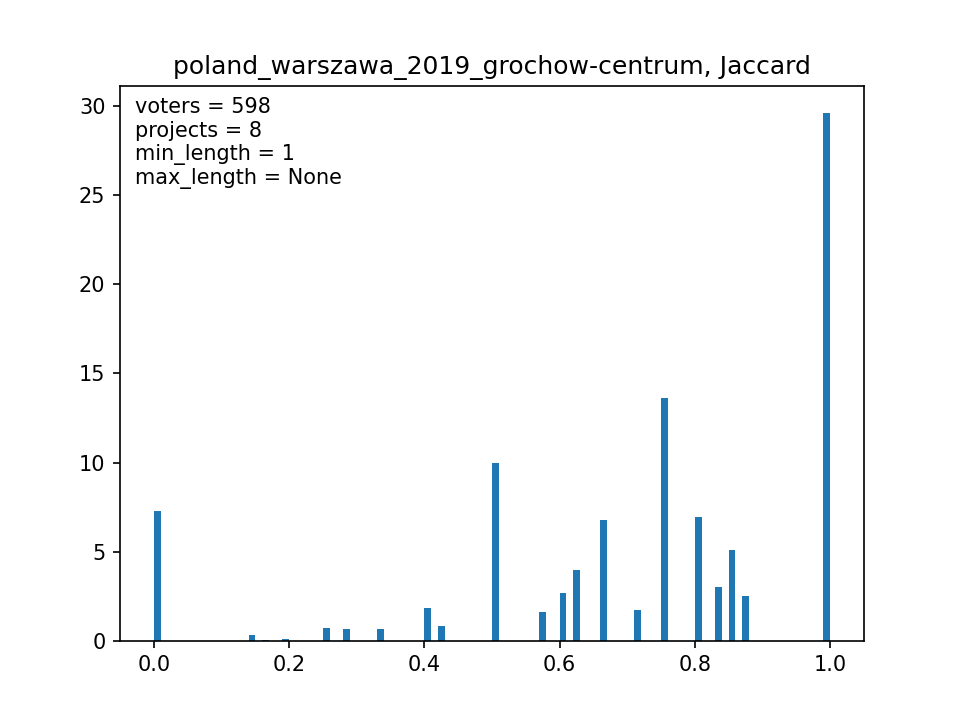 poland_warszawa_2019_grochow-centrum, Jaccard
voters = 598
projects = 8
min_length = 1
max_length = None
30
25
20
15
10
5
0
0.0 0.2 0.4 0.6 0.8 1.0